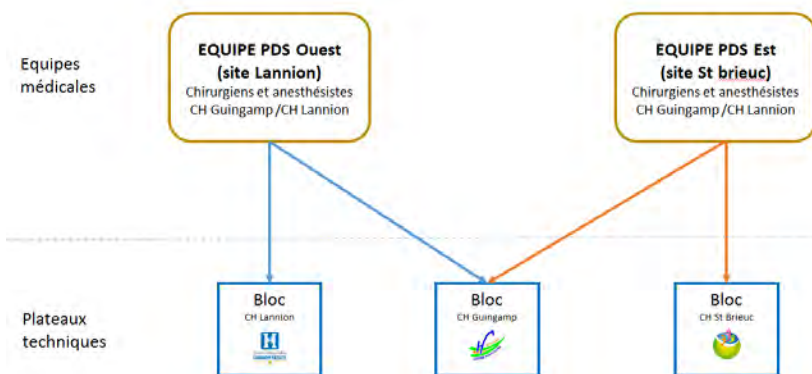 Equipes
médicales
EQUIPE PDS Ouest
(site Lannion)
Chirurgiens et anesthésistes
CH Guingamp/CH Lannion
EQUIPE PDS Est
(site St brieuc)
Chirurgiens et anesthésistes
CH Guingamp/CH Lannion
Plateaux
techniques
Bloc
CH Lannion
Bloc
CH Guingamp
Bloc
CH St Brieuc